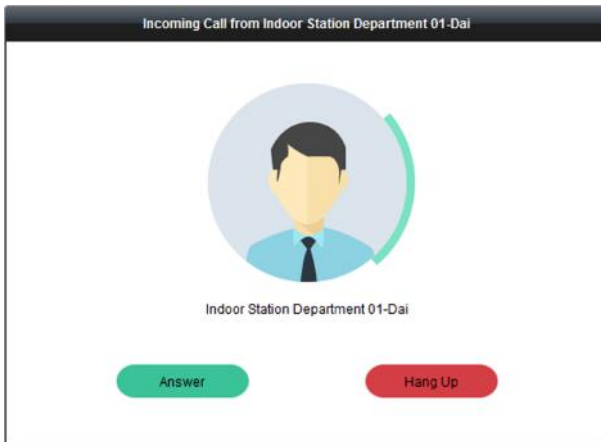 Incoming Call from Indoor Station Department 01-Dai
Indoor Station Department 01-Dai
Answer
Hang Up